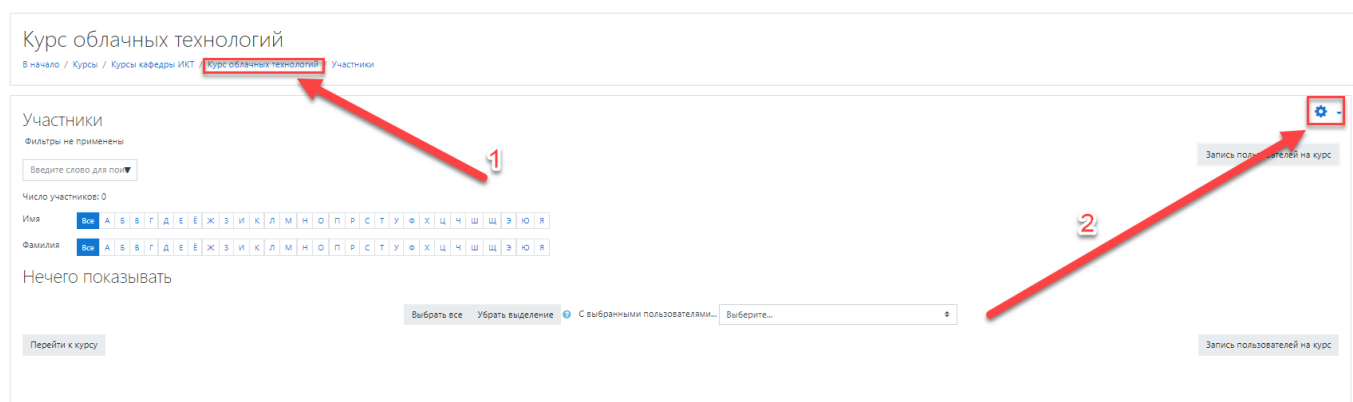 Курс облачных технологий
В начало / Курсы / Курсы кафедры ИКТ / Курс облачных технологий / Участники
Участники
Фильтры не применены
1
Запись пользователей на курс
Введите слово для пои▼
Число участников: 0
2
Имя Все А Б В Г Д Е Ё Ж З И К Л М Н О П Р С Т У Ф Х Ц Ч Ш Щ Э Ю Я
Фамилия Все А Б В Г Д Е Ё Ж З И К Л М Н О П Р С Т У Ф Х Ц Ч Ш Щ Э Ю Я
Нечего показывать
Выбрать все Убрать выделение ? С выбранными пользователями... Выберите...
Перейти к курсу Запись пользователей на курс